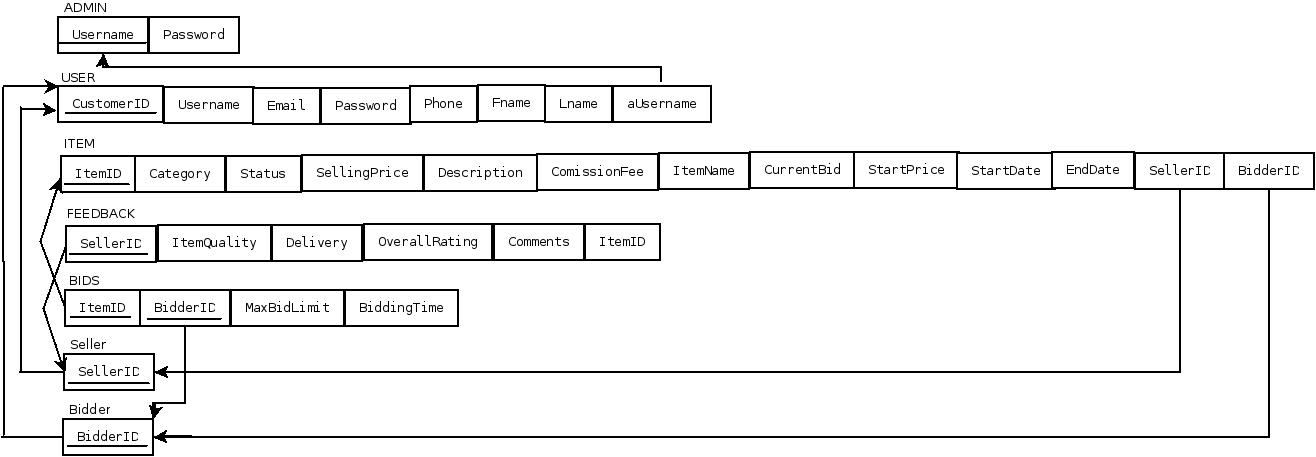 ADMIN
Username Password
USER
CustomerID Username Email Password Phone Fname Lname aUsername
ITEM
ItemID Category Status SellingPrice Description ComissionFee ItemName CurrentBid StartPrice StartDate EndDate SellerID BidderID
FEEDBACK
SellerID ItemQuality Delivery OverallRating Comments ItemID
BIDS
ItemID BidderID MaxBidLimit BiddingTime
Seller
SellerID
Bidder
BidderID